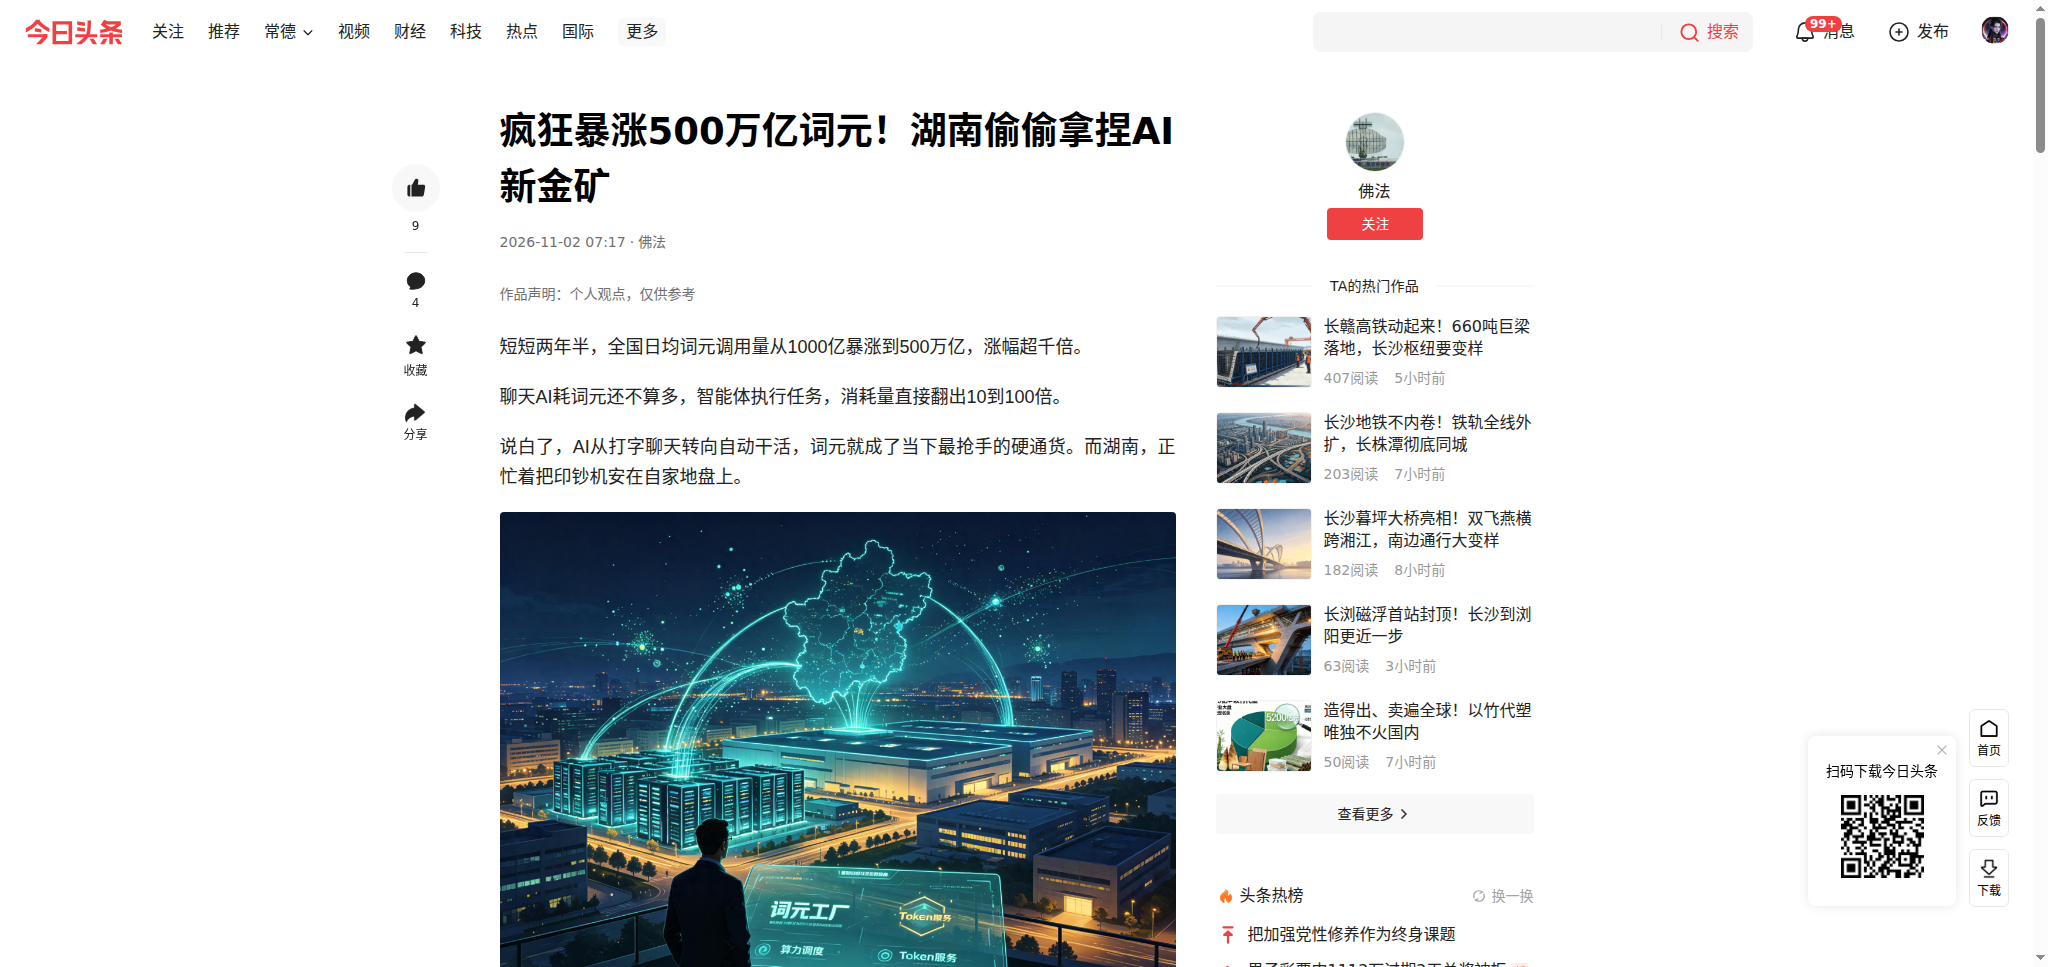 今日头条
关注
推荐
常德
视频
财经
科技
热点
国际
更多
搜索
99+
消息
发布
疯狂暴涨500万亿词元！湖南偷偷拿捏AI
新金矿
2026-11-02 07:17 · 佛法
作品声明：个人观点，仅供参考
短短两年半，全国日均词元调用量从1000亿暴涨到500万亿，涨幅超千倍。
聊天AI耗词元还不算多，智能体执行任务，消耗量直接翻出10到100倍。
说白了，AI从打字聊天转向自动干活，词元就成了当下最抢手的硬通货。而湖南，正
忙着把印钞机安在自家地盘上。
词元工厂
Token服务
算力调度
Token服务
9
4
收藏
分享
佛法
关注
TA的热门作品
长赣高铁动起来！660吨巨梁
落地，长沙枢纽要变样
407阅读 5小时前
长沙地铁不内卷！铁轨全线外
扩，长株潭彻底同城
203阅读 7小时前
长沙暮坪大桥亮相！双飞燕横
跨湘江，南边通行大变样
182阅读 8小时前
长浏磁浮首站封顶！长沙到浏
阳更近一步
63阅读 3小时前
造得出、卖遍全球！以竹代塑
唯独不火国内
50阅读 7小时前
查看更多
头条热榜
换一换
把加强党性修养作为终身课题
扫码下载今日头条
首页
反馈
下载